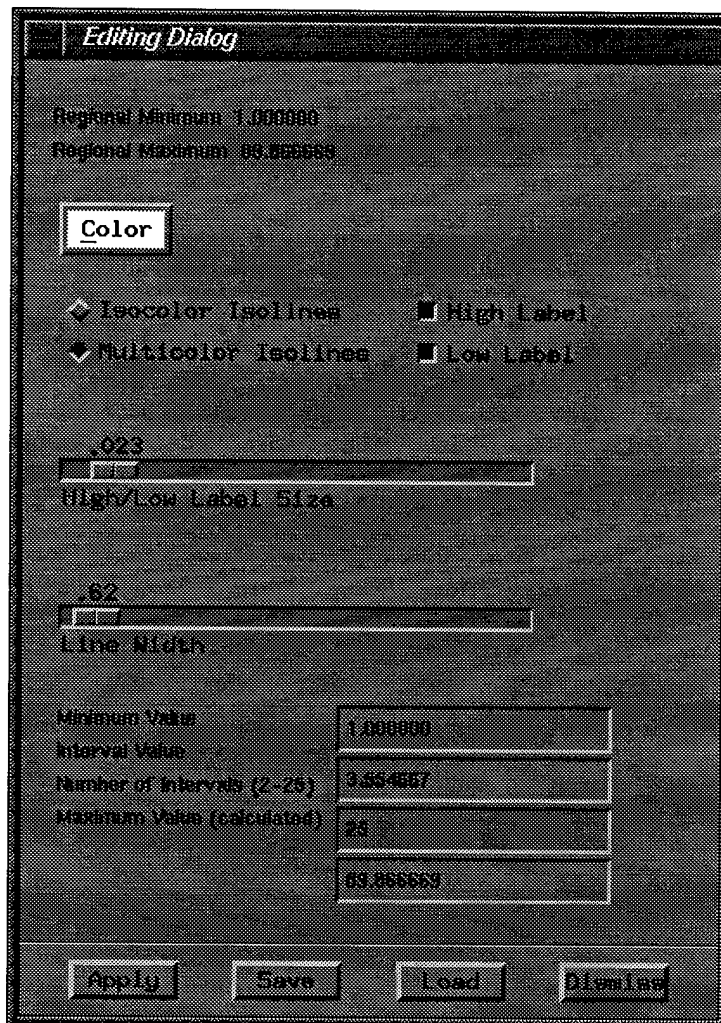 Editing Dialog
Regional Minimum 1.000000
Regional Maximum 89.866669
Color
Isocolor Isolines High Label
Multicolor Isolines Low Label
.023
High/Low Label Size
.62
Line Width
Minimum Value 1.000000
Interval Value
Number of Intervals (2-25) 3.554667
Maximum Value (calculated) 25
89.866669
Apply Save Load Dismiss